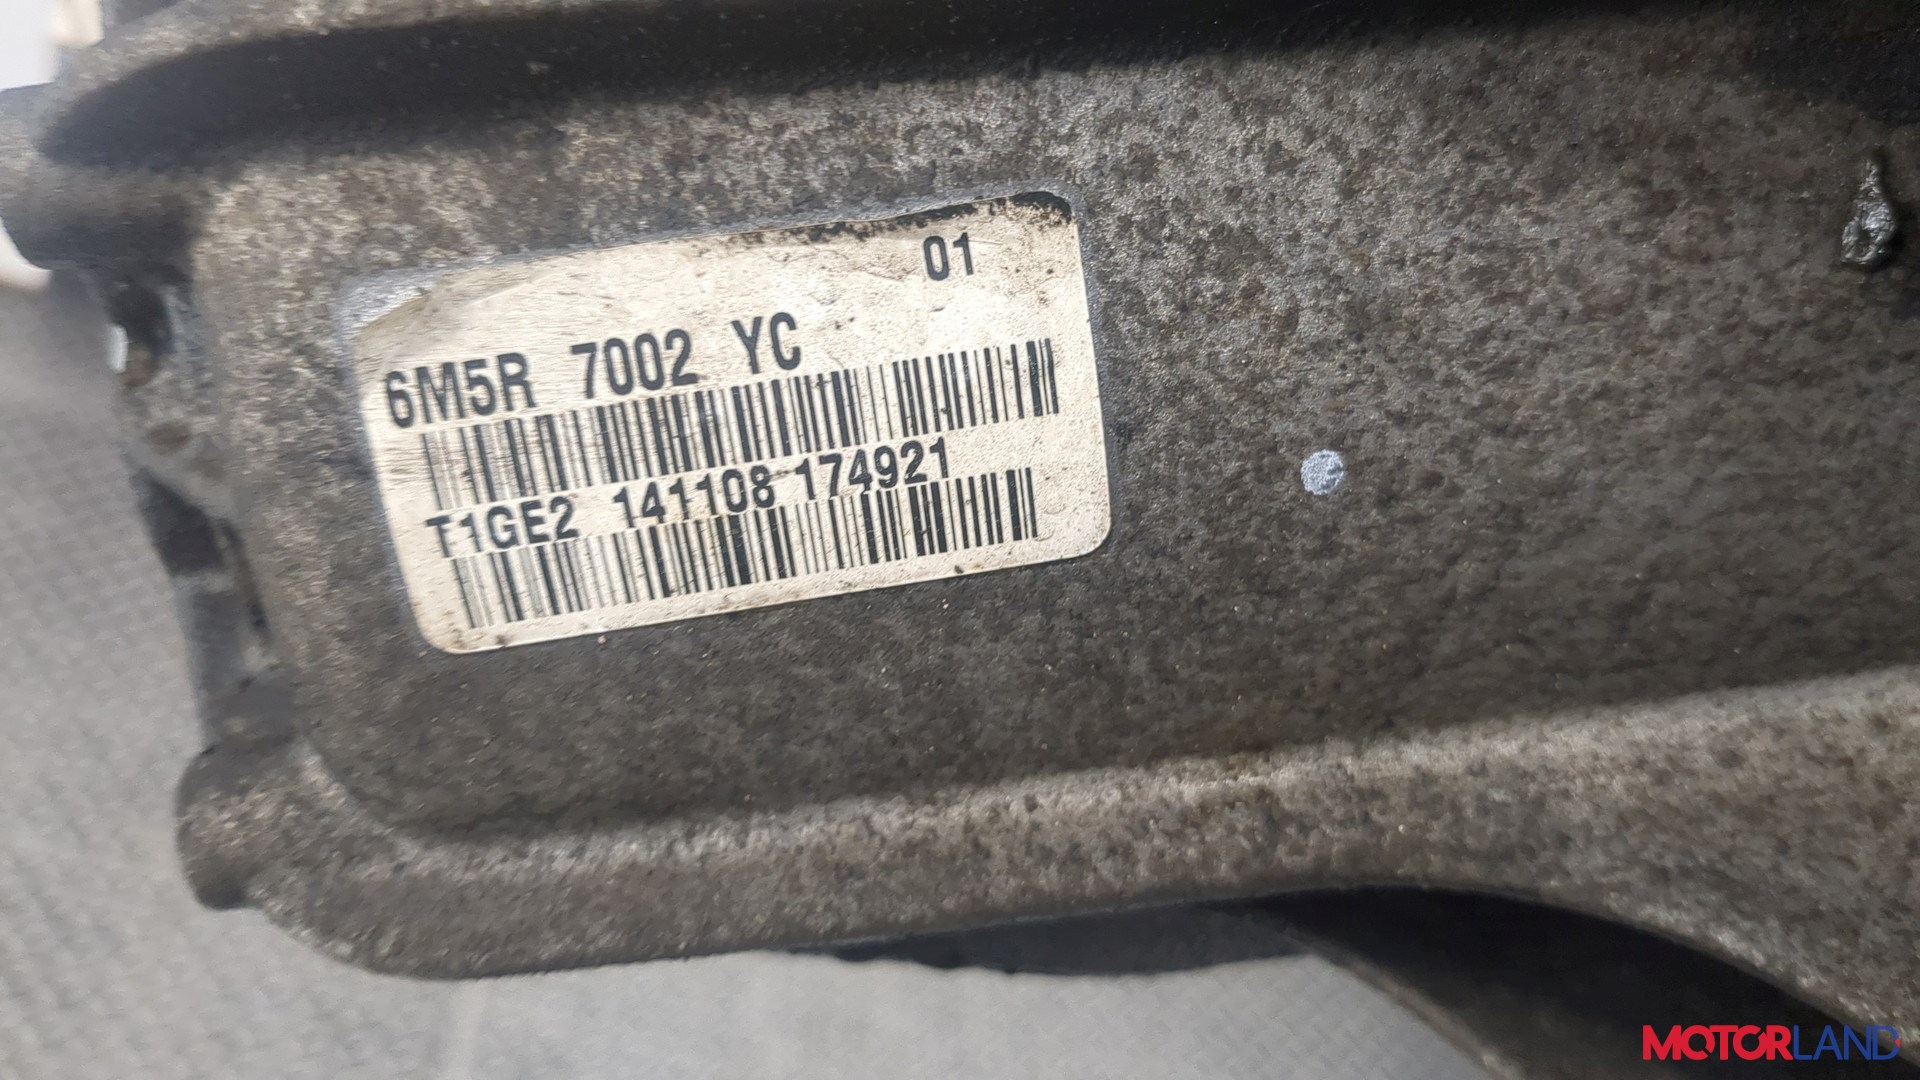 01
6M5R 7002 YC
T1GE2 141108 174921
MOTORLAND